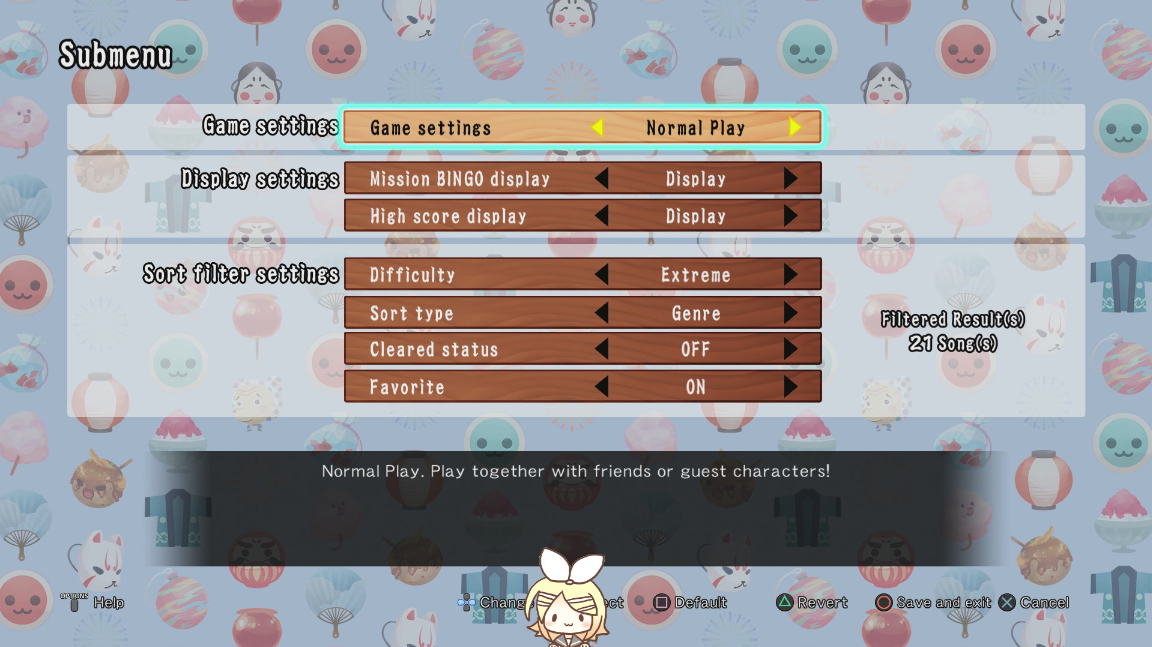 Submenu
Game settings
Game settings Normal Play
Display settings
Mission BINGO display Display
High score display Display
Sort filter settings
Difficulty Extreme
Sort type Genre
Cleared status OFF
Favorite ON
Filtered Result(s)
21 Song(s)
Normal Play. Play together with friends or guest characters!
OPTIONS
Help Default Revert Save and exit Cancel